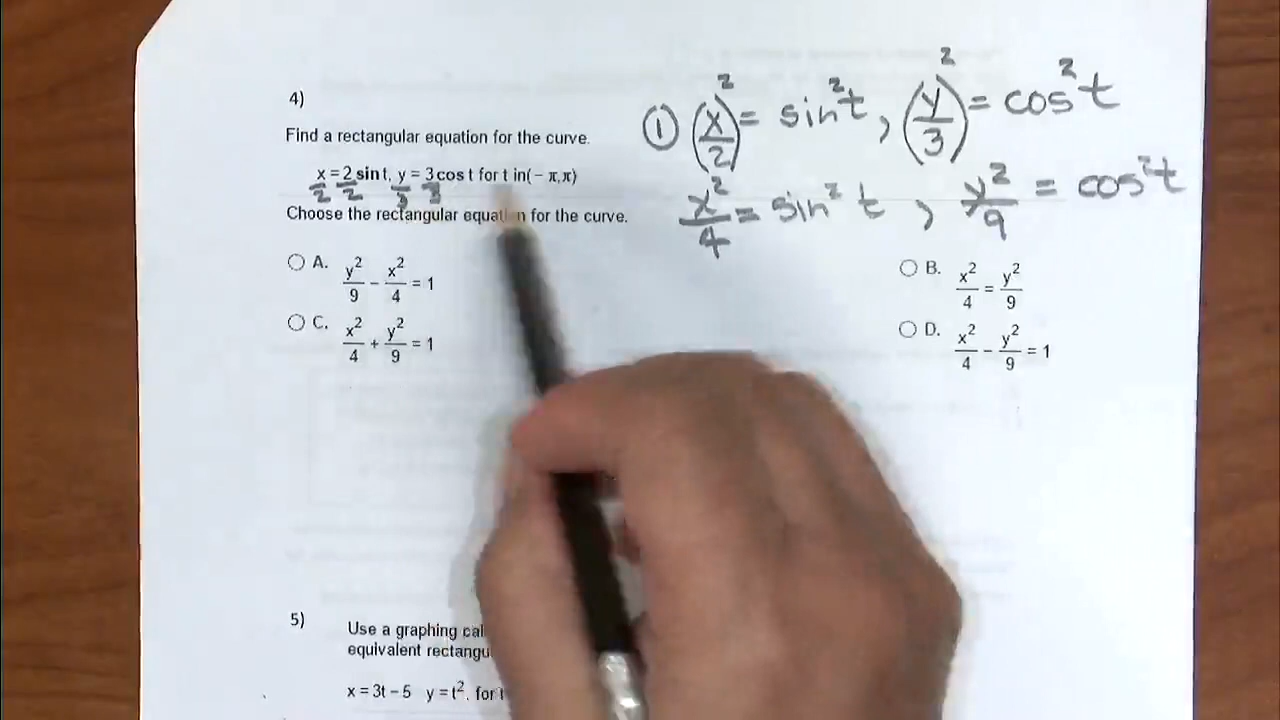 4)
Find a rectangular equation for the curve.
x = 2 sin t, y = 3 cos t for t in(− π,π)
2 2 3 3
Choose the rectangular equation for the curve.
A. y²/9 − x²/4 = 1
B. x²/4 = y²/9
C. x²/4 + y²/9 = 1
D. x²/4 − y²/9 = 1
① (x/2)² = sin²t, (y/3)² = cos²t
x²/4 = sin²t, y²/9 = cos²t
5)
Use a graphing
equivalent
x = 3t − 5 y = t², for t